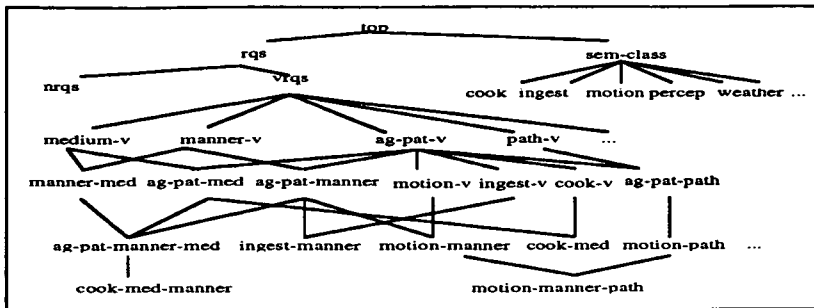 top
rqs sem-class
nrqs vrqs
cook ingest motion percep weather ...
medium-v manner-v ag-pat-v path-v ...
manner-med ag-pat-med ag-pat-manner motion-v ingest-v cook-v ag-pat-path
ag-pat-manner-med ingest-manner motion-manner cook-med motion-path ...
cook-med-manner motion-manner-path